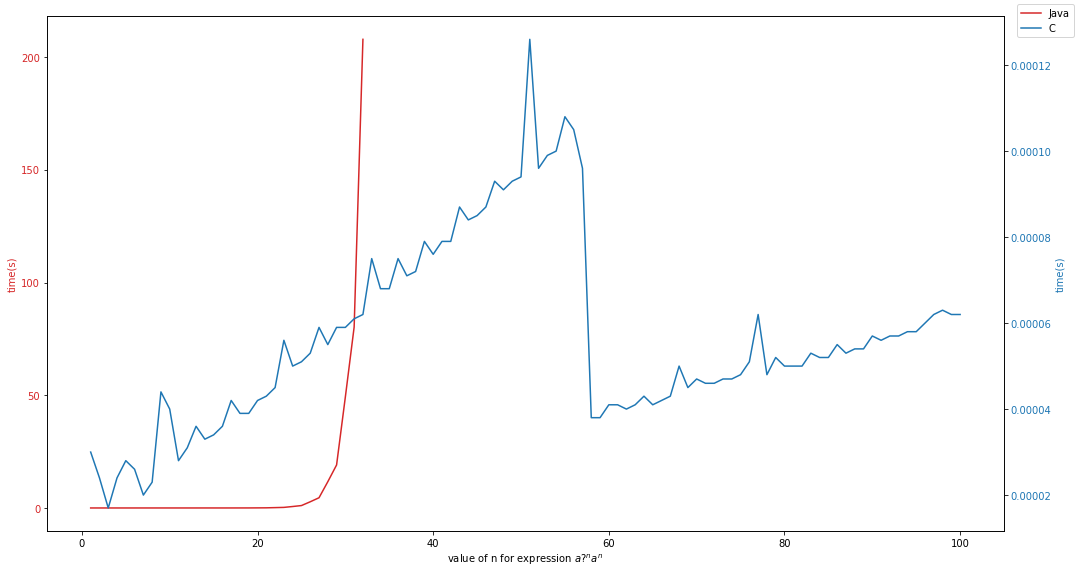 Java
C
200
150
100
50
0
time(s)
0.00012
0.00010
0.00008
0.00006
0.00004
0.00002
time(s)
0 20 40 60 80 100
value of n for expression a?ⁿaⁿ